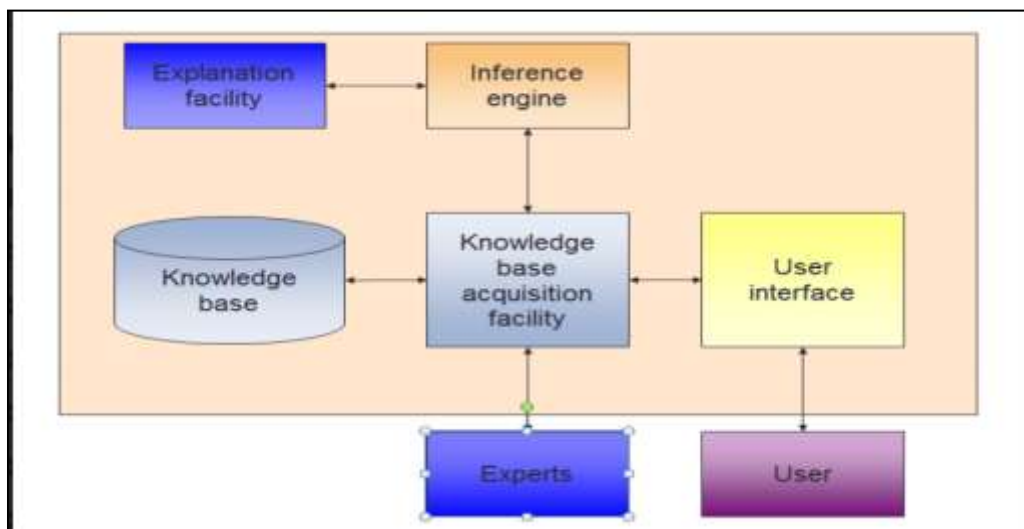 Explanation
facility
Inference
engine
Knowledge
base
Knowledge
base
acquisition
facility
User
interface
Experts
User